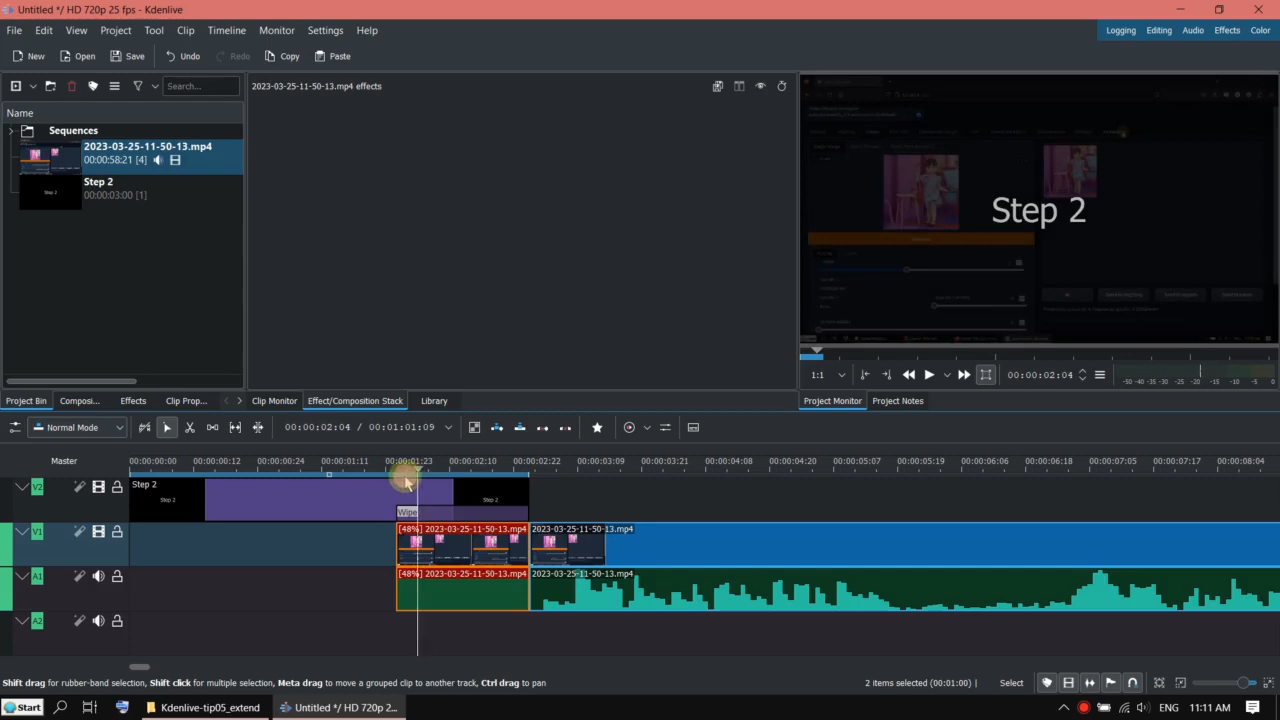 Untitled */ HD 720p 25 fps - Kdenlive
File Edit View Project Tool Clip Timeline Monitor Settings Help
Logging Editing Audio Effects Color
New Open Save Undo Redo Copy Paste
Search...
2023-03-25-11-50-13.mp4 effects
Name
Sequences
2023-03-25-11-50-13.mp4
00:00:58:21 [4]
Step 2
00:00:03:00 [1]
Step 2
Step 2
1:1
00:00:02:04
-50 -40 -35 -30 -25 -20 -15 -10 -5 0
Project Bin Composi... Effects Clip Prop... Clip Monitor Effect/Composition Stack Library Project Monitor Project Notes
Normal Mode
00:00:02:04 / 00:01:01:09
Master
00:00:00:00 00:00:00:12 00:00:00:24 00:00:01:11 00:00:01:23 00:00:02:10 00:00:02:22 00:00:03:09 00:00:03:21 00:00:04:08 00:00:04:20 00:00:05:07 00:00:05:19 00:00:06:06 00:00:06:18 00:00:07:05 00:00:07:17 00:00:08:04
V2
Step 2
Step 2
Step 2
Wipe
V1
[48%] 2023-03-25-11-50-13.mp4
2023-03-25-11-50-13.mp4
A1
[48%] 2023-03-25-11-50-13.mp4
2023-03-25-11-50-13.mp4
A2
Shift drag for rubber-band selection, Shift click for multiple selection, Meta drag to move a grouped clip to another track, Ctrl drag to pan
2 items selected (00:01:00) |
Select
Start
Kdenlive-tip05_extend
Untitled */ HD 720p 2...
ENG
11:11 AM